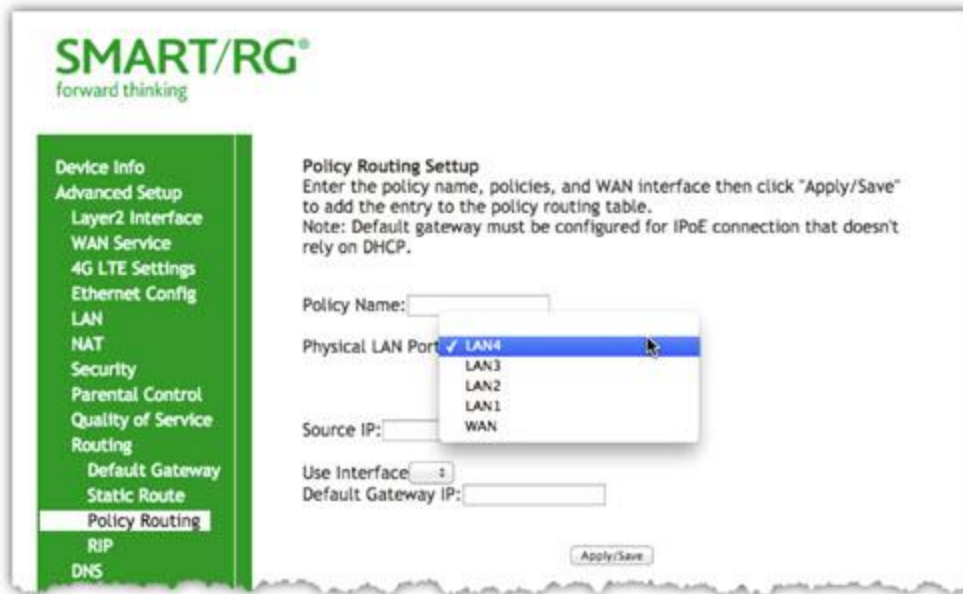 SMART/RG®
forward thinking
Device Info
Advanced Setup
Layer2 Interface
WAN Service
4G LTE Settings
Ethernet Config
LAN
NAT
Security
Parental Control
Quality of Service
Routing
Default Gateway
Static Route
Policy Routing
RIP
DNS
Policy Routing Settup
Enter the policy name, policies, and WAN interface then click "Apply/Save"
to add the entry to the policy routing table.
Note: Default gateway must be configured for IPoE connection that doesn't
rely on DHCP.
Policy Name:
Physical LAN Port
✓ LAN4
LAN3
LAN2
LAN1
WAN
Source IP:
Use Interface
Default Gateway IP:
Apply/Save